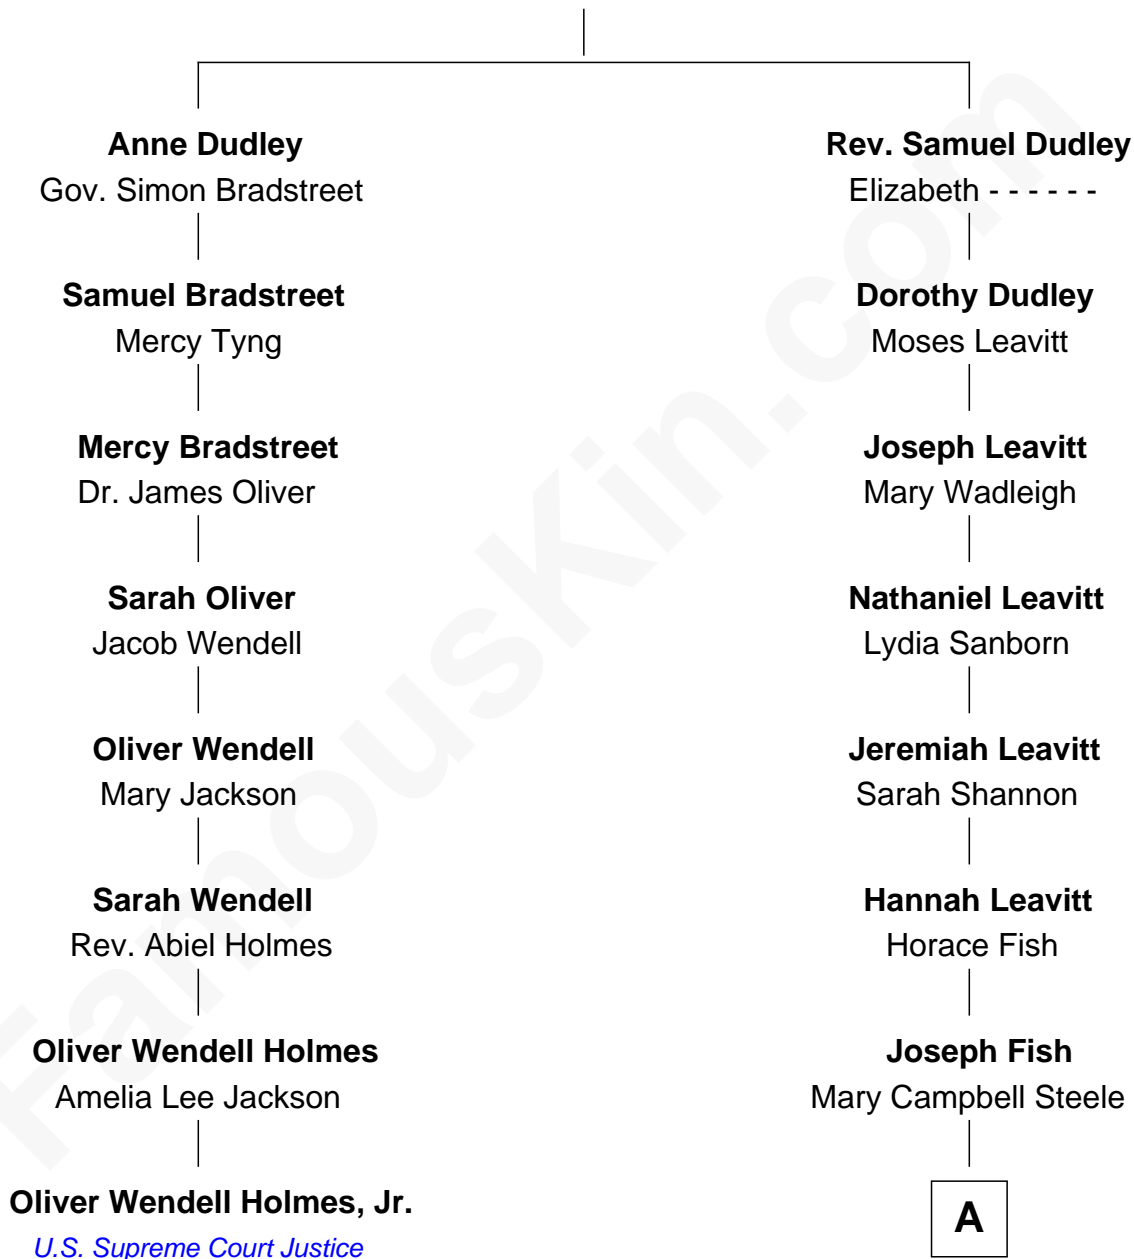 Anne Dudley
Gov. Simon Bradstreet
Samuel Bradstreet
Mercy Tyng
Mercy Bradstreet
Dr. James Oliver
Sarah Oliver
Jacob Wendell
Oliver Wendell
Mary Jackson
Sarah Wendell
Rev. Abiel Holmes
Oliver Wendell Holmes
Amelia Lee Jackson
Oliver Wendell Holmes, Jr.
U.S. Supreme Court Justice
Rev. Samuel Dudley
Elizabeth - - - - - -
Dorothy Dudley
Moses Leavitt
Joseph Leavitt
Mary Wadleigh
Nathaniel Leavitt
Lydia Sanborn
Jeremiah Leavitt
Sarah Shannon
Hannah Leavitt
Horace Fish
Joseph Fish
Mary Campbell Steele
A
FamousKin.com